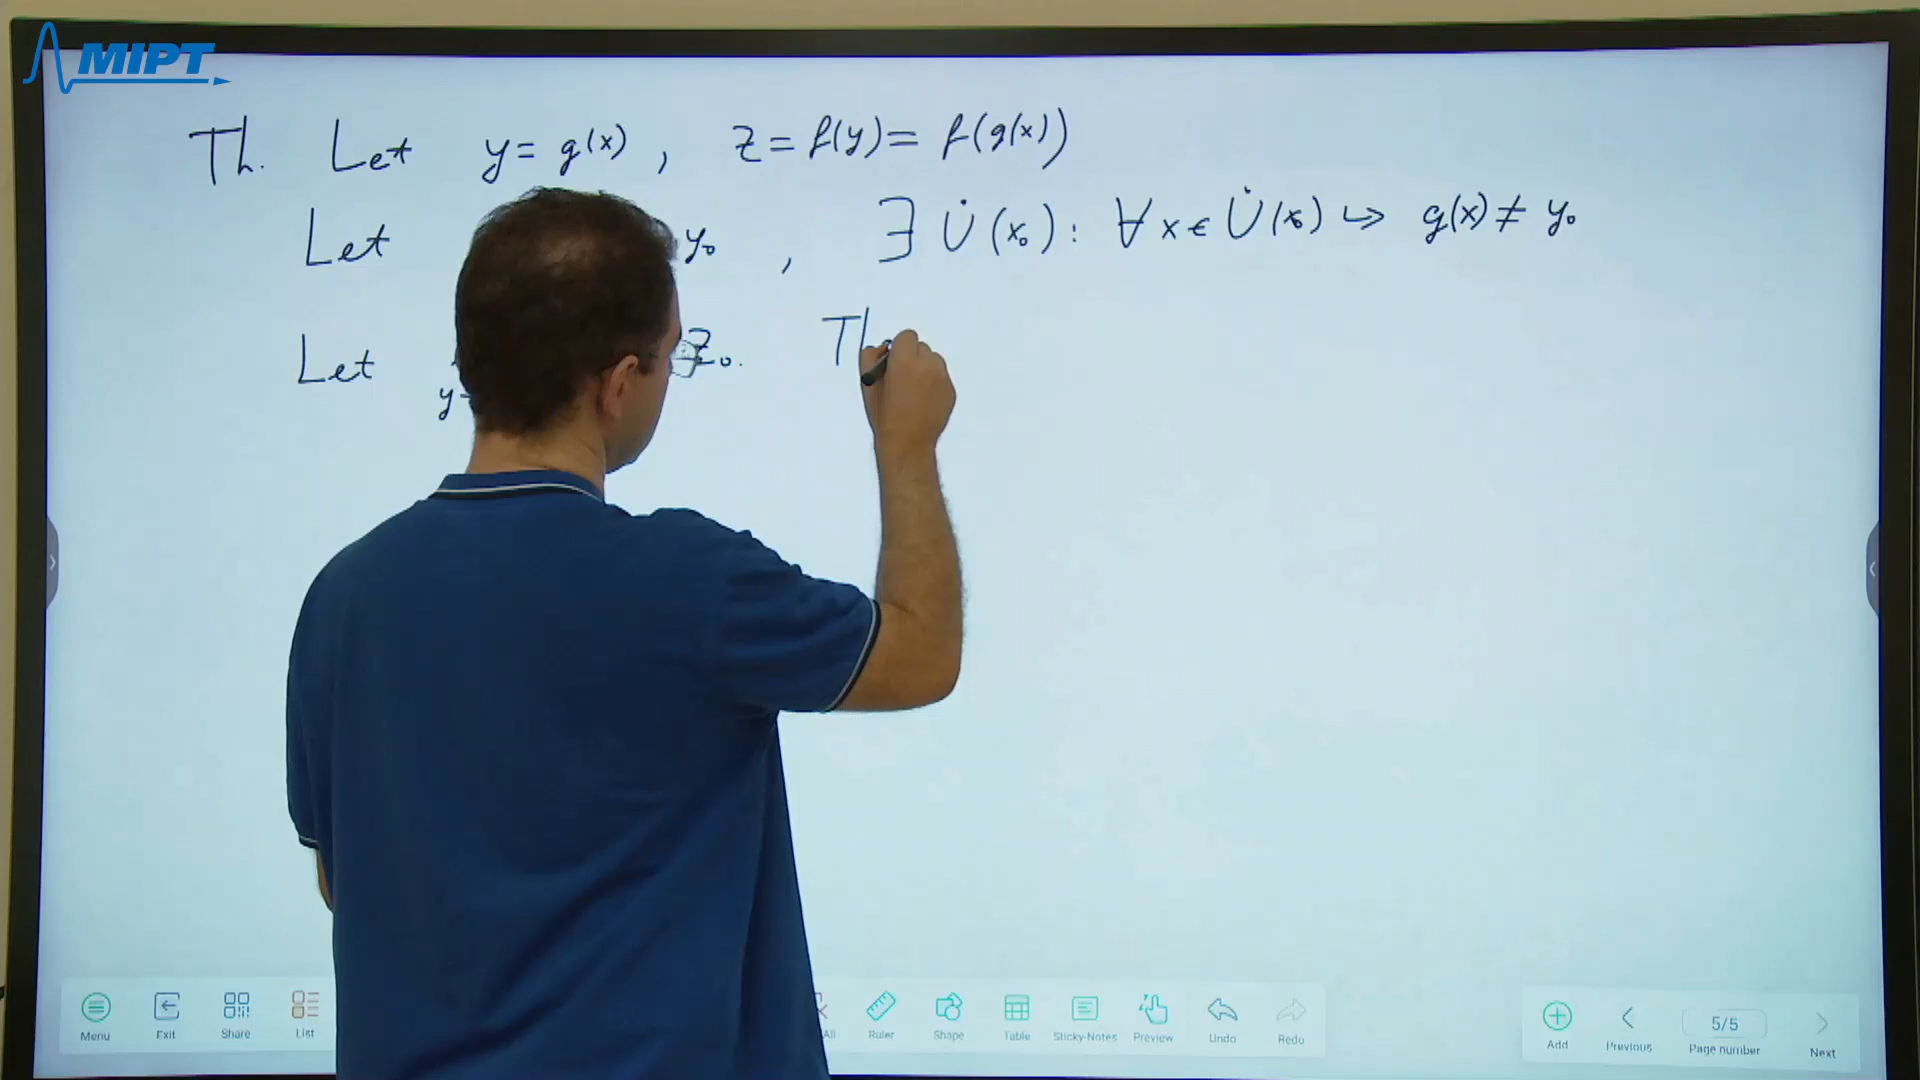 MIPT
Th. Let y = g(x) , z = f(y) = f(g(x))
Let y₀ , ∃ U̇(x₀) : ∀ x ∈ U̇(x₀) ↪ g(x) ≠ y₀
Let z₀. Th
y
Menu Exit Share List All Ruler Shape Table Sticky-Notes Preview Undo Redo Add Previous 5/5 Page number Next